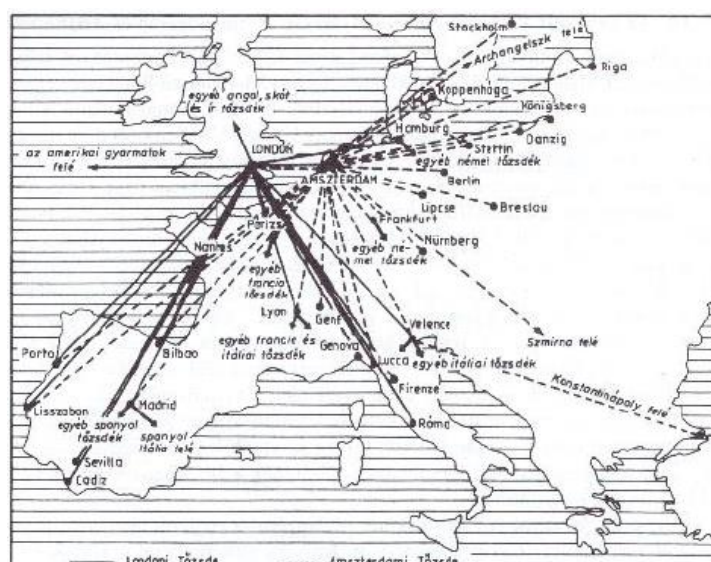 Stockholm
Archangelszk felé
Riga
Koppenhága
Königsberg
egyéb angol, skót
és ír tőzsdék
Hamburg
Danzig
LONDON
Stettin
az amerikai gyarmatok
felé
egyéb német tőzsdék
AMSZTERDAM
Berlin
Lipcse
Breslau
Párizs
Frankfurt
Nantes
egyéb né-
met tőzsdék
Nürnberg
egyéb
francia
tőzsdék
Lyon
Genf
Velence
Szmirna felé
egyéb francia és
itáliai tőzsdék
Porto
Bilbao
Genova
Lucca
egyéb itáliai tőzsdék
Firenze
Konstantinápoly felé
Lisszabon
Madrid
egyéb spanyol
tőzsdék
spanyol
Itália felé
Róma
Sevilla
Cadiz
Londoni Tőzsde
Amszterdami Tőzsde